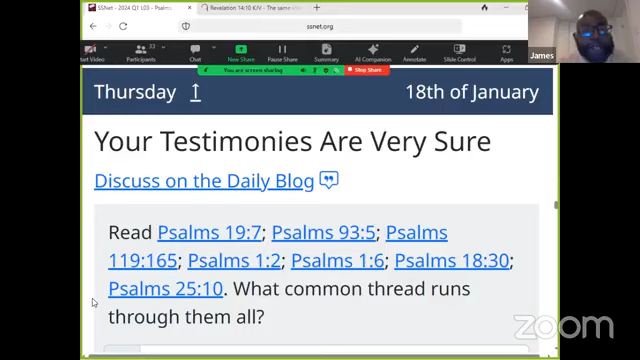 SSNet - 2024 Q1 L03 - Psalms
Revelation 14:10 KJV - The same
ssnet.org
James
Start Video
Participants
33
New Share
Pause Share
Summary
AI Companion
Annotate
Slide Control
Apps
You are screen sharing
Stop Share
Thursday
18th of January
Your Testimonies Are Very Sure
Discuss on the Daily Blog
Read Psalms 19:7; Psalms 93:5; Psalms
119:165; Psalms 1:2; Psalms 1:6; Psalms 18:30;
Psalms 25:10. What common thread runs
through them all?
zoom